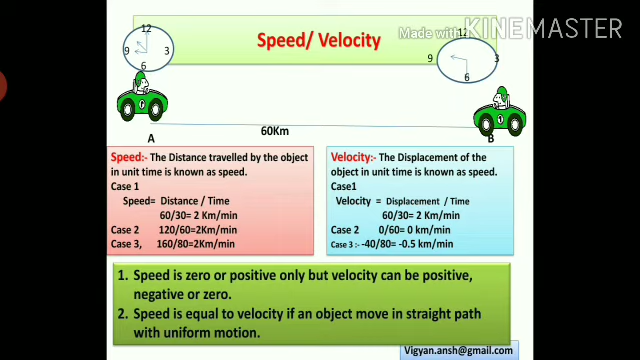 Made with KINEMASTER
Speed/ Velocity
12
9
3
6
12
9
3
6
A
60Km
B
Speed:- The Distance travelled by the object
in unit time is known as speed.
Case 1
Speed= Distance / Time
60/30= 2 Km/min
Case 2 120/60=2Km/min
Case 3, 160/80=2Km/min
Velocity:- The Displacement of the
object in unit time is known as speed.
Case1
Velocity = Displacement / Time
60/30= 2 Km/min
Case 2 0/60= 0 km/min
Case 3 :- -40/80= -0.5 km/min
1. Speed is zero or positive only but velocity can be positive,
negative or zero.
2. Speed is equal to velocity if an object move in straight path
with uniform motion.
Vigyan.ansh@gmail.com